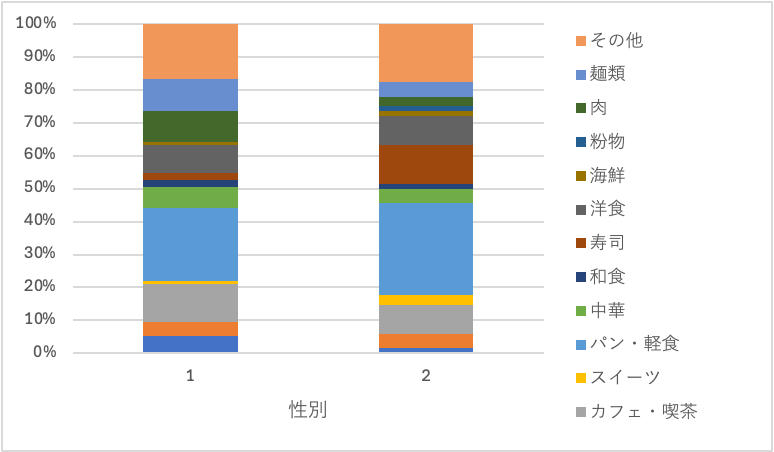 100%
90%
80%
70%
60%
50%
40%
30%
20%
10%
0%
1
2
性別
その他
麺類
肉
粉物
海鮮
洋食
寿司
和食
中華
パン・軽食
スイーツ
カフェ・喫茶